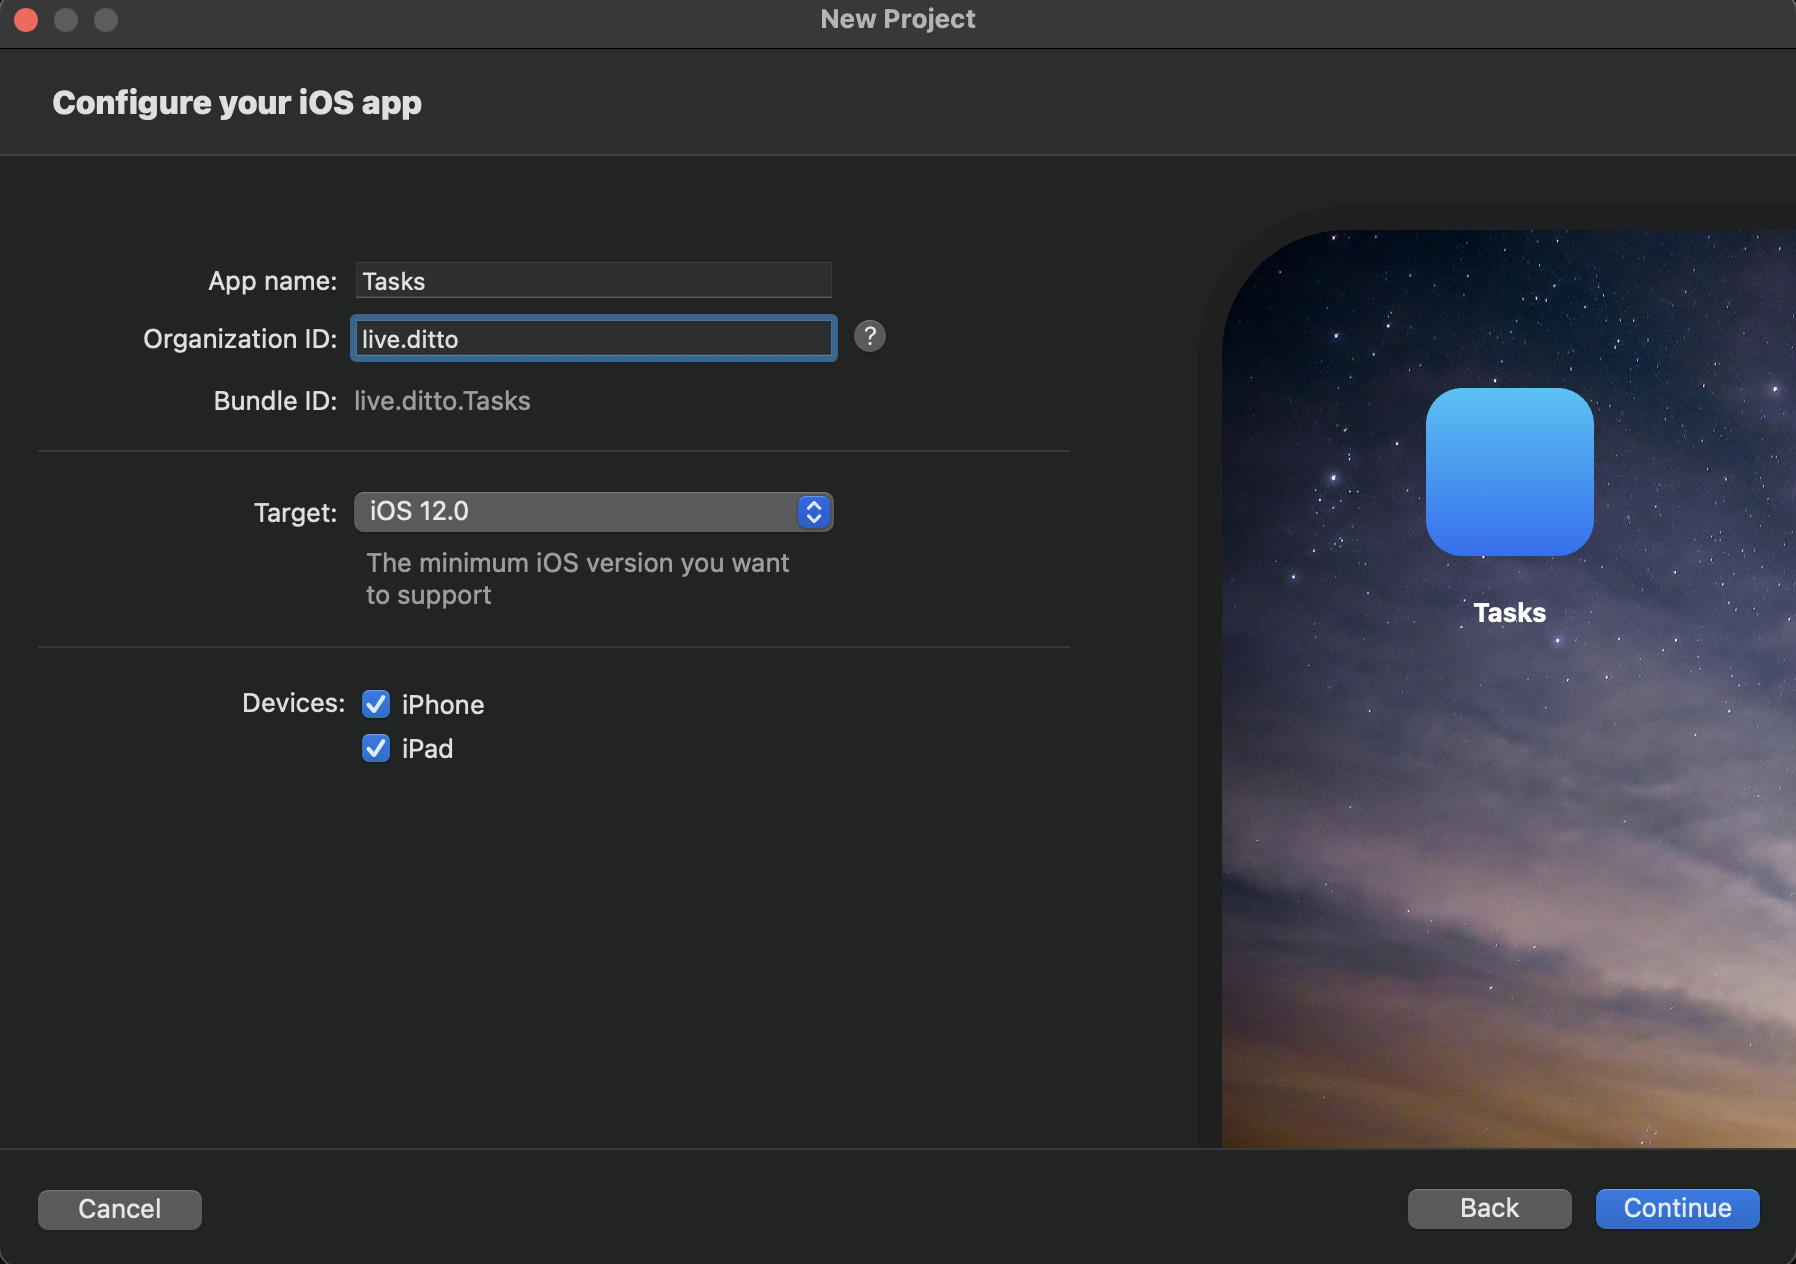 New Project
Configure your iOS app
App name: Tasks
Organization ID: live.ditto ?
Bundle ID: live.ditto.Tasks
Target: iOS 12.0
The minimum iOS version you want
to support
Devices: iPhone
iPad
Tasks
Cancel
Back
Continue